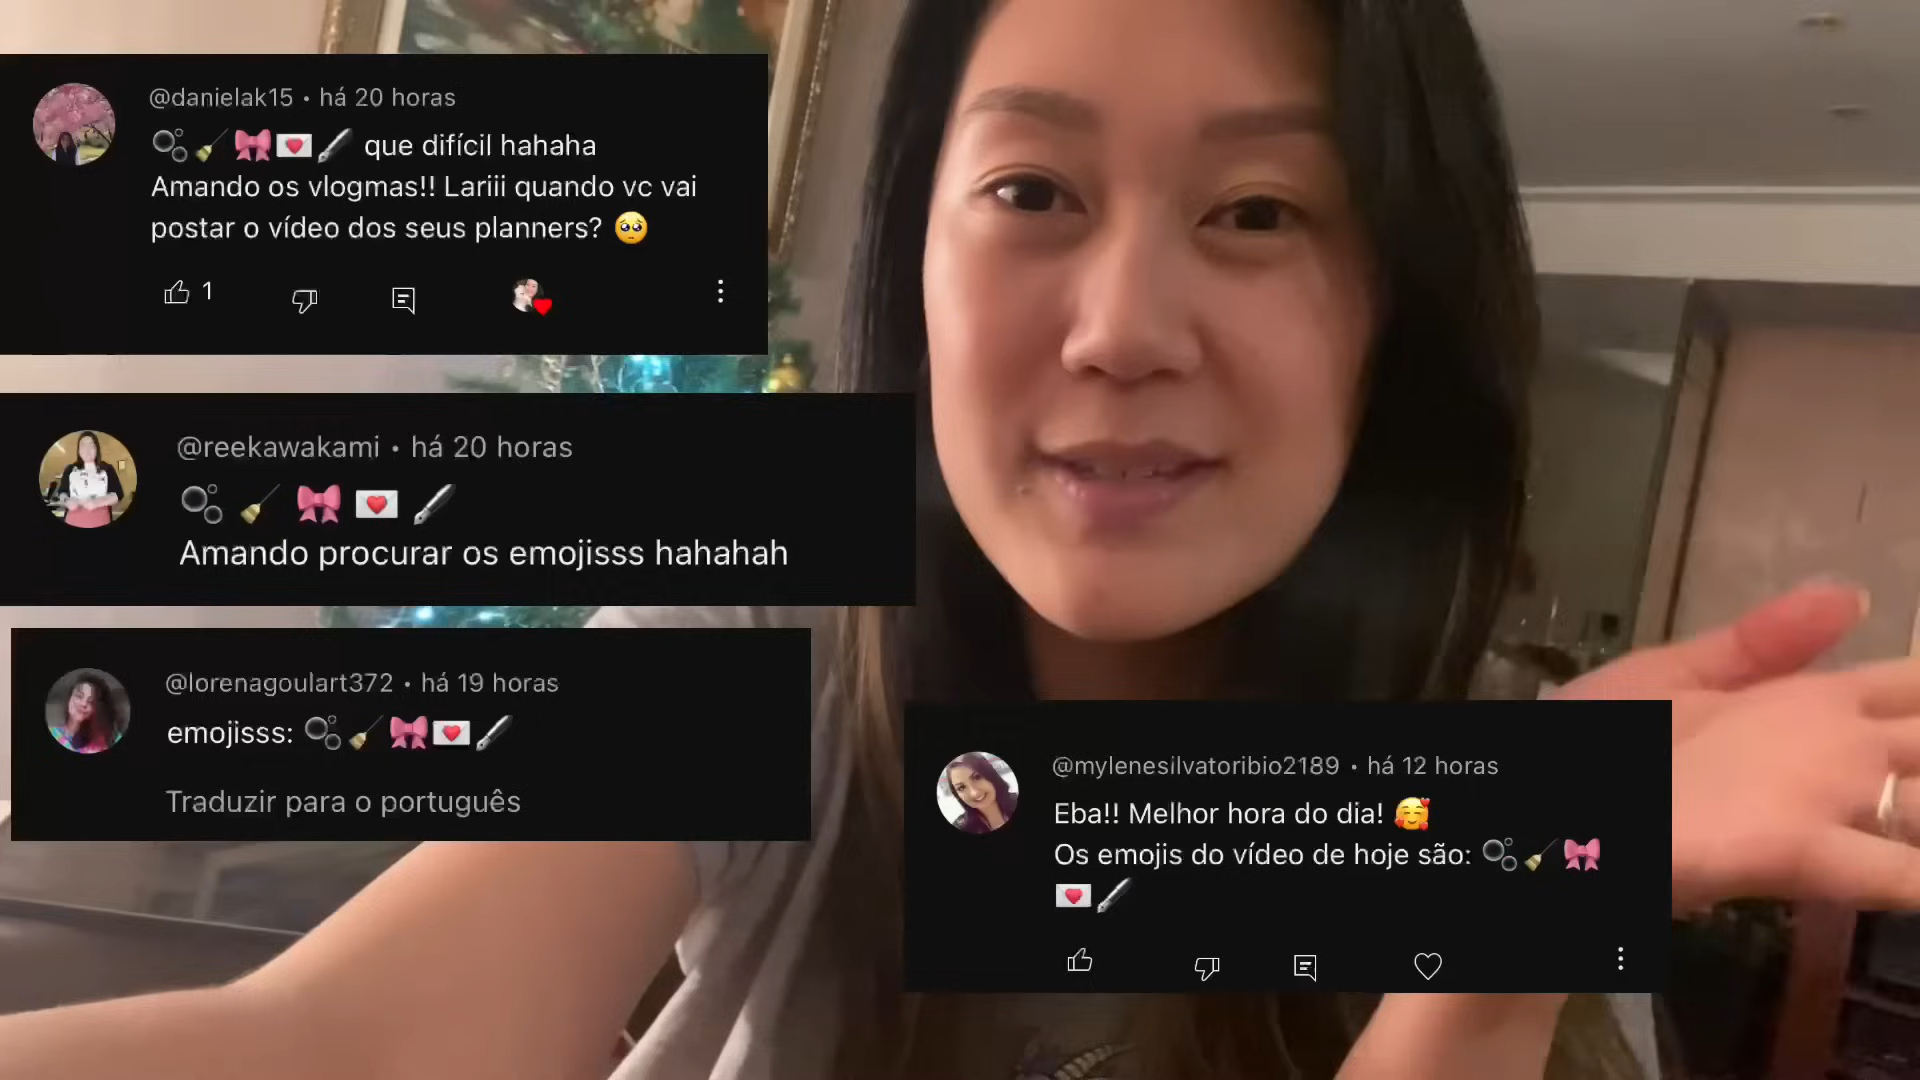 @danielak15 • há 20 horas
🫧🧹🎀💌🖋️ que difícil hahaha
Amando os vlogmas!! Lariii quando vc vai
postar o vídeo dos seus planners? 🥺
1
@reekawakami • há 20 horas
🫧🧹🎀💌🖋️
Amando procurar os emojisss hahahah
@lorenagoulart372 • há 19 horas
emojisss: 🫧🧹🎀💌🖋️
Traduzir para o português
@mylenesilvatoribio2189 • há 12 horas
Eba!! Melhor hora do dia! 🥰
Os emojis do vídeo de hoje são: 🫧🧹🎀
💌🖋️